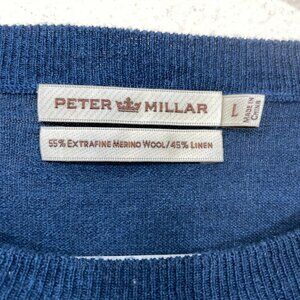 PETER MILLAR
L
MADE IN
CHINA
55% EXTRAFINE MERINO WOOL/45% LINEN